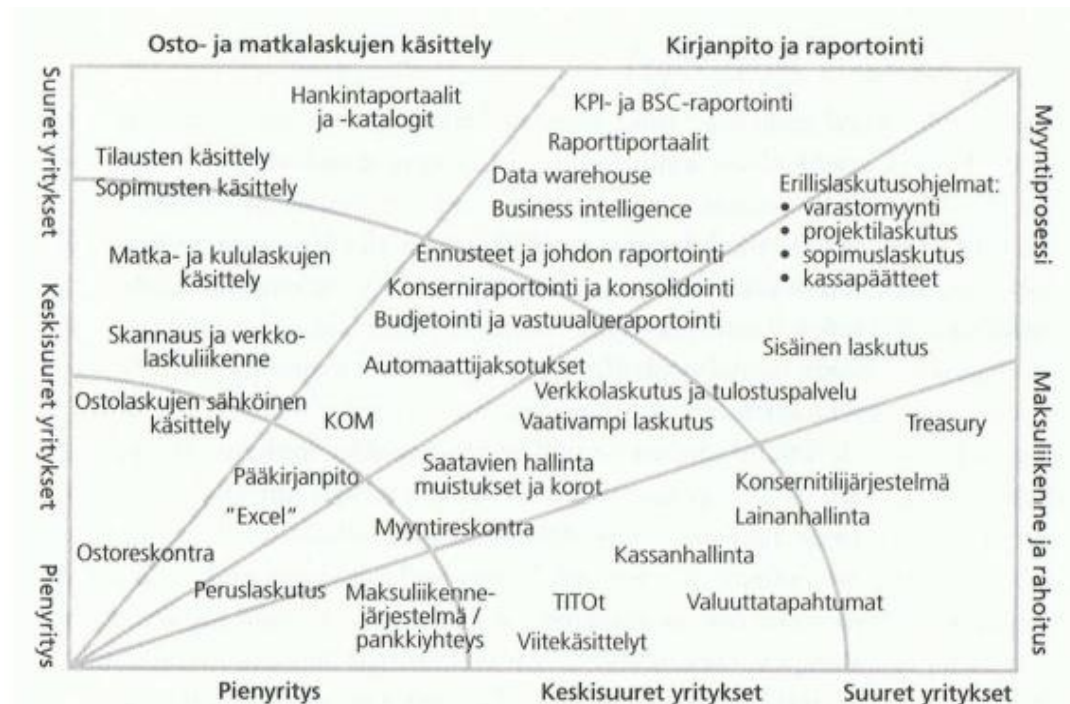 Osto- ja matkalaskujen käsittely
Kirjanpito ja raportointi
Suuret yritykset
Keskisuuret yritykset
Pienyritys
Hankintaportaalit
ja -katalogit
Tilausten käsittely
Sopimusten käsittely
Matka- ja kululaskujen
käsittely
Skannaus ja verkko-
laskuliikenne
Ostolaskujen sähköinen
käsittely
Ostoreskontra
KPI- ja BSC-raportointi
Raporttiportaalit
Data warehouse
Business intelligence
Ennusteet ja johdon raportointi
Konserniraportointi ja konsolidointi
Budjetointi ja vastuualueraportointi
Automaattijaksotukset
KOM
Pääkirjanpito
"Excel"
Erillislaskutusohjelmat:
• varastomyynti
• projektilaskutus
• sopimuslaskutus
• kassapäätteet
Sisäinen laskutus
Verkkolaskutus ja tulostuspalvelu
Vaativampi laskutus
Saatavien hallinta
muistukset ja korot
Myyntireskontra
Peruslaskutus
Treasury
Konsernitilijärjestelmä
Lainanhallinta
Kassanhallinta
TITOt
Valuuttatapahtumat
Viitekäsittelyt
Maksuliikenne-
järjestelmä /
pankkiyhteys
Myyntiprosessi
Maksuliikenne ja rahoitus
Pienyritys
Keskisuuret yritykset
Suuret yritykset